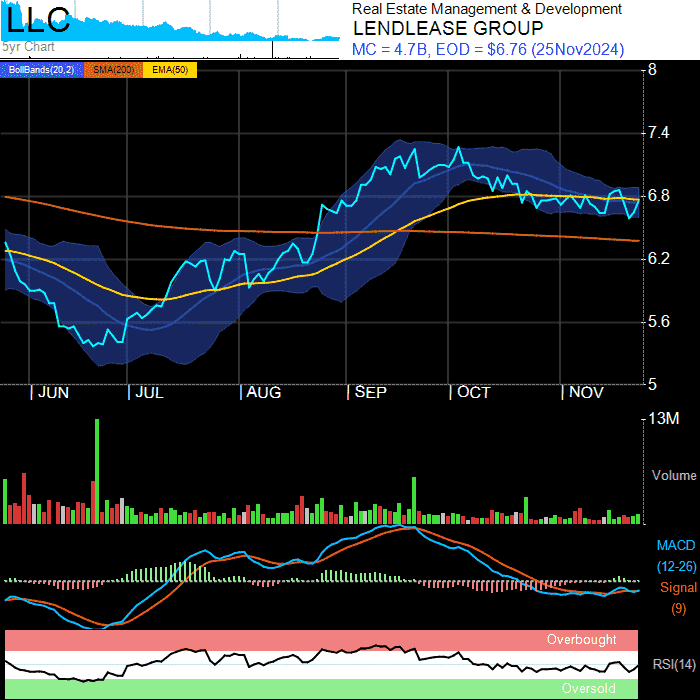 LLC
5yr Chart
Real Estate Management & Development
LENDLEASE GROUP
MC = 4.7B, EOD = $6.76 (25Nov2024)
BollBands(20,2) SMA(200) EMA(50)
8
7.4
6.8
6.2
5.6
5
JUN JUL AUG SEP OCT NOV
13M
Volume
MACD
(12-26)
Signal
(9)
Overbought
RSI(14)
Oversold